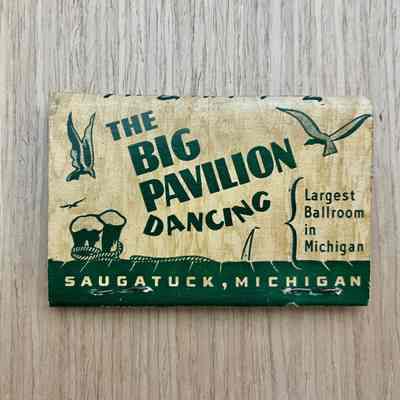 THE
BIG
PAVILION
DANCING
Largest
Ballroom
in
Michigan
SAUGATUCK, MICHIGAN